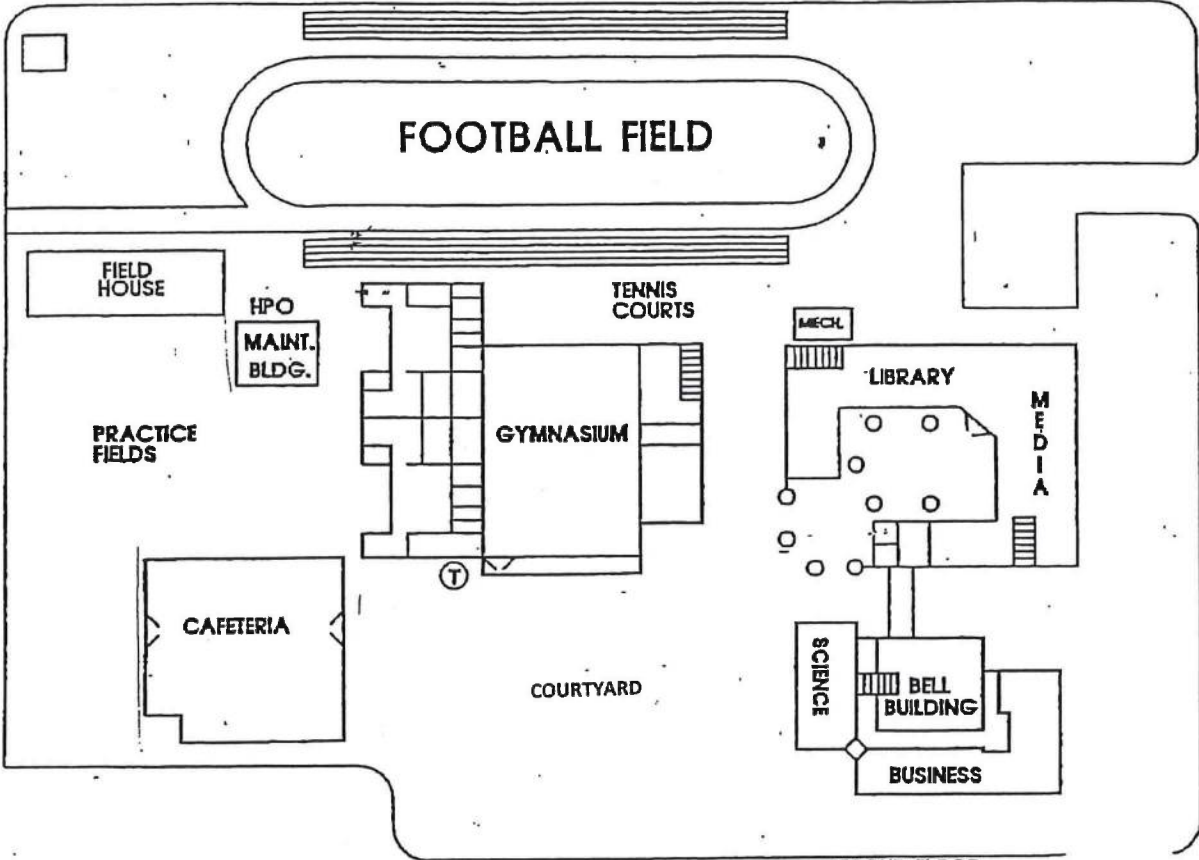 FOOTBALL FIELD
FIELD
HOUSE
HPO
MAINT.
BLDG.
TENNIS
COURTS
MECH.
LIBRARY
MEDIA
PRACTICE
FIELDS
GYMNASIUM
T
CAFETERIA
COURTYARD
SCIENCE
BELL
BUILDING
BUSINESS